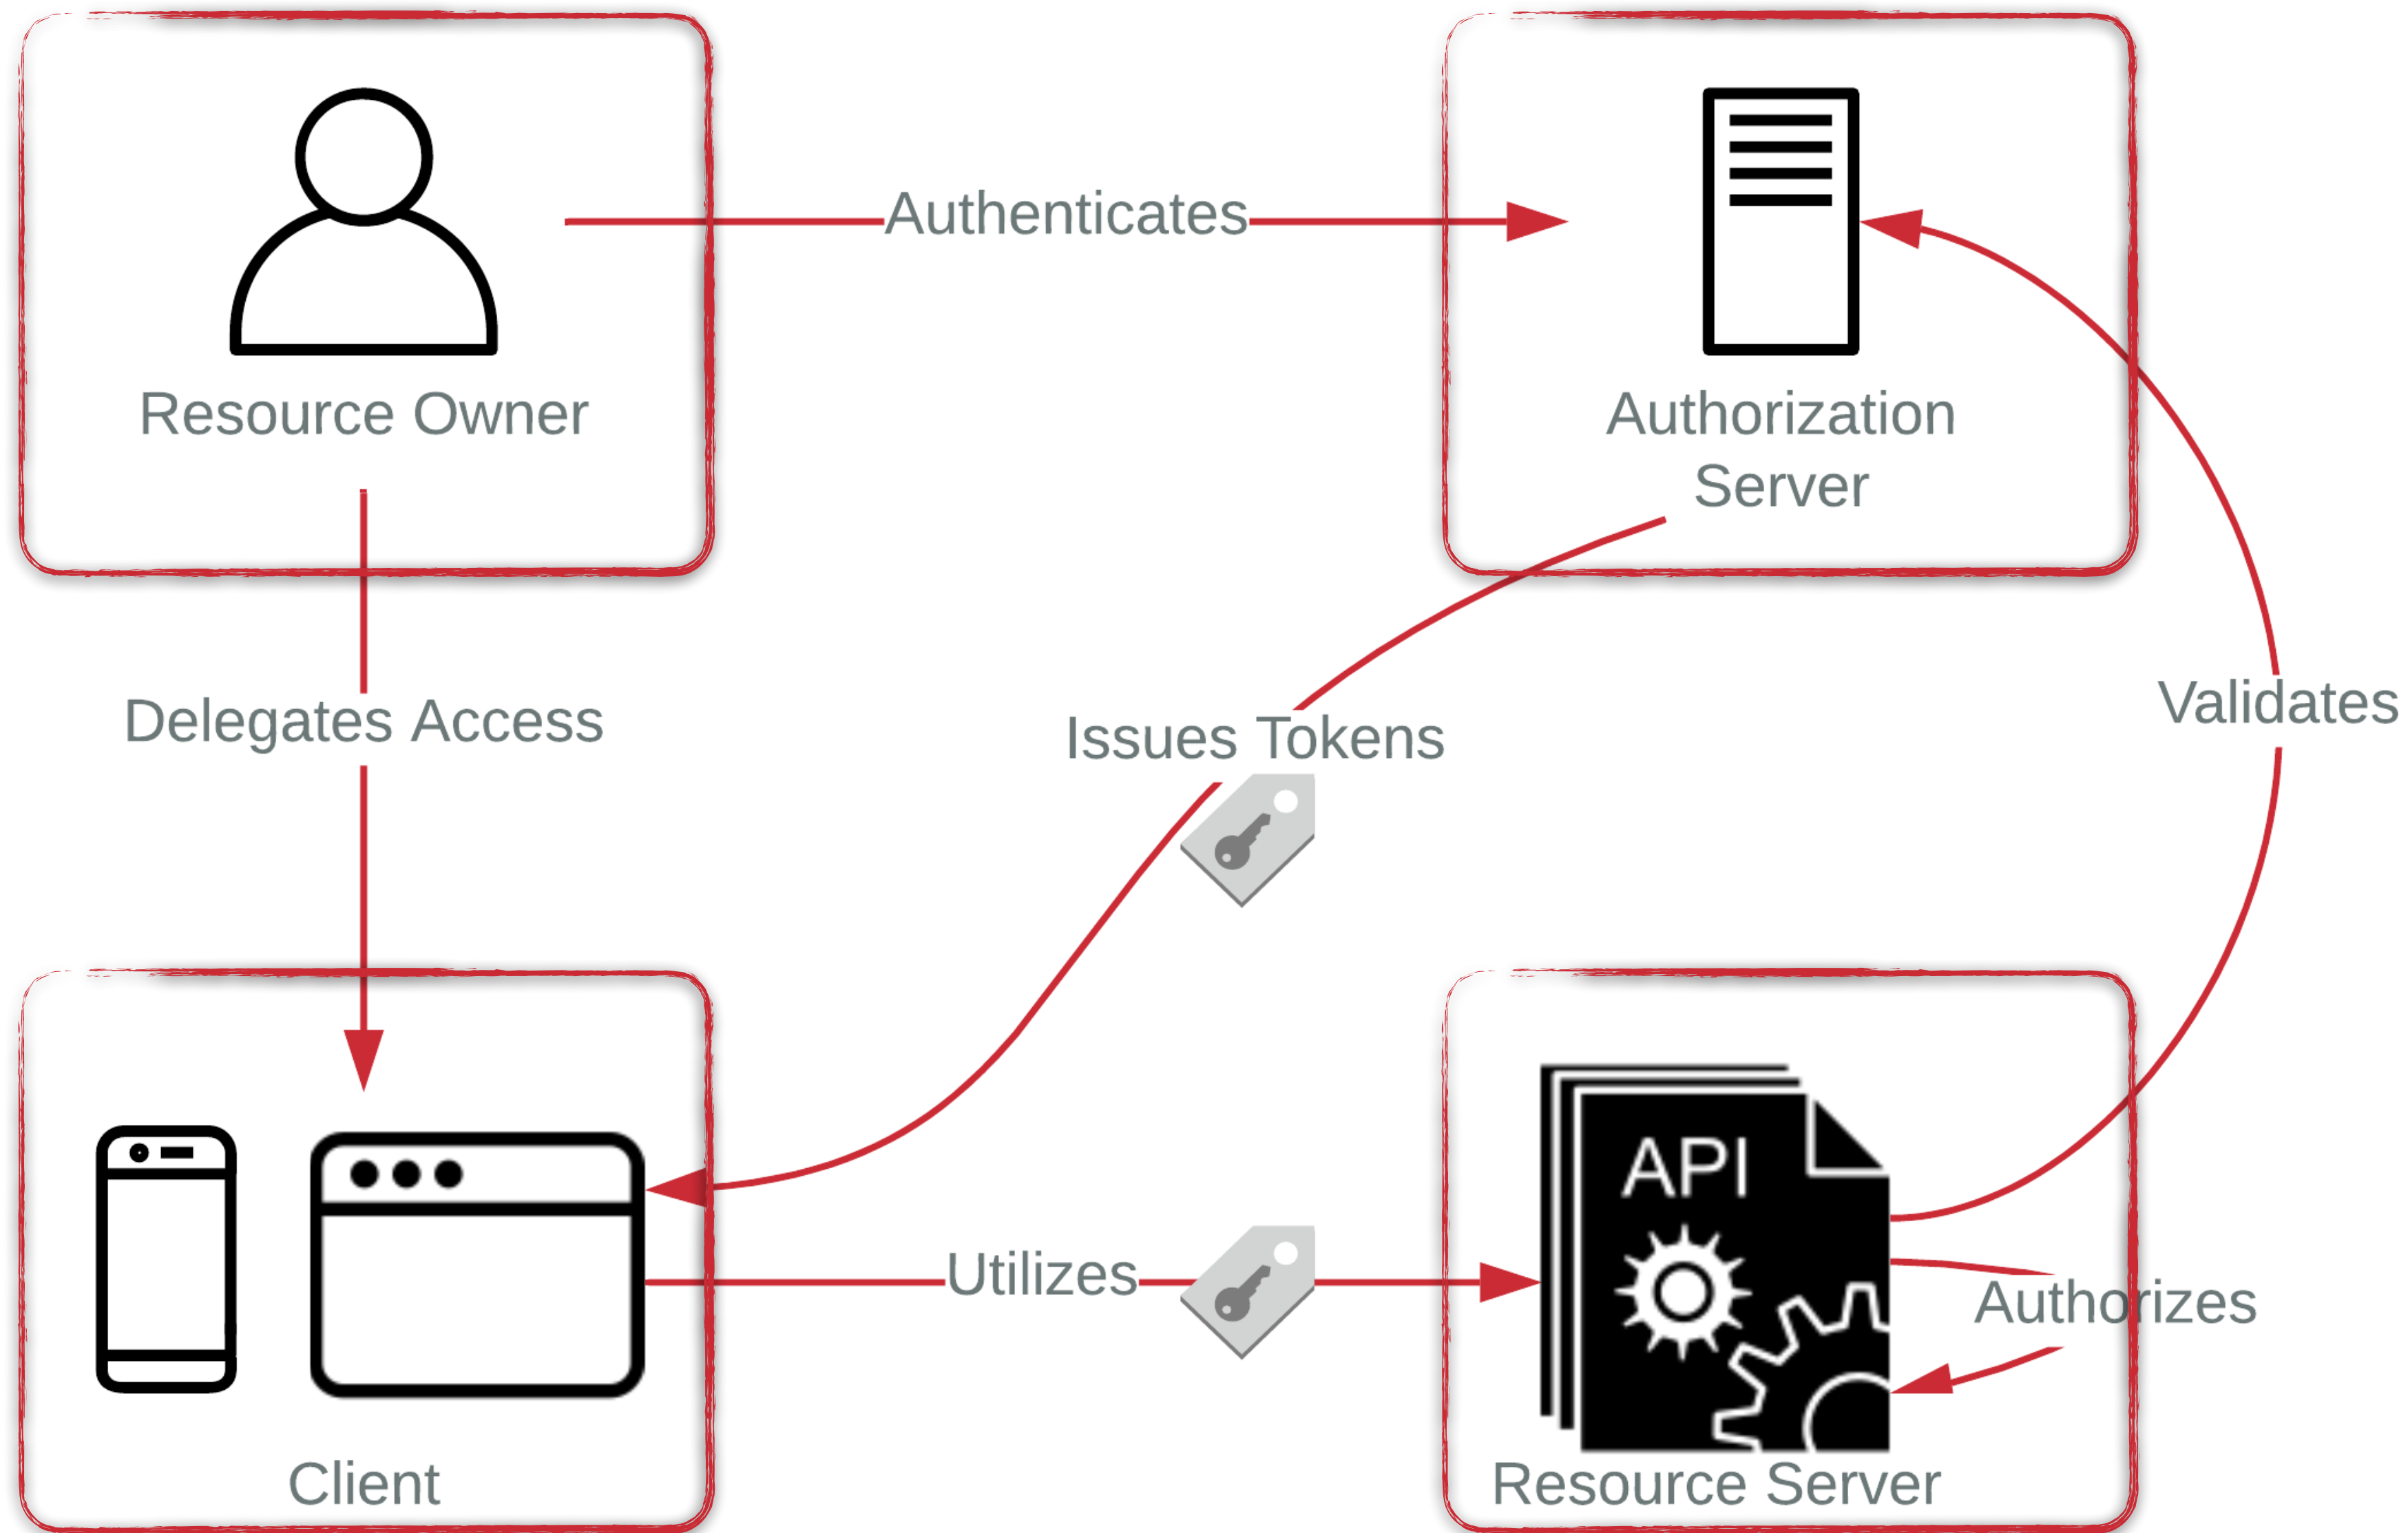 Authenticates
Resource Owner
Authorization
Server
Delegates Access
Issues Tokens
Validates
API
Utilizes
Authorizes
Client
Resource Server